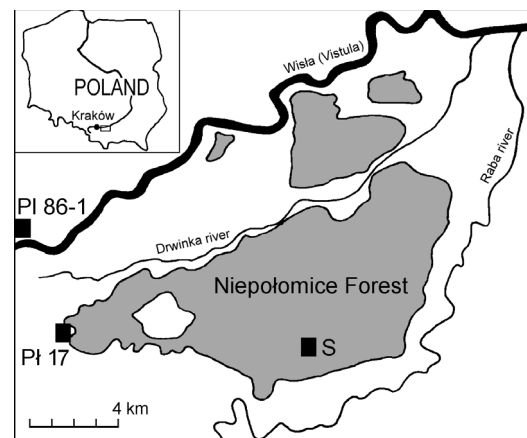 POLAND
Kraków
Wisła (Vistula)
Raba river
Pl 86-1
Drwinka river
Niepołomice Forest
Pł 17
S
4 km